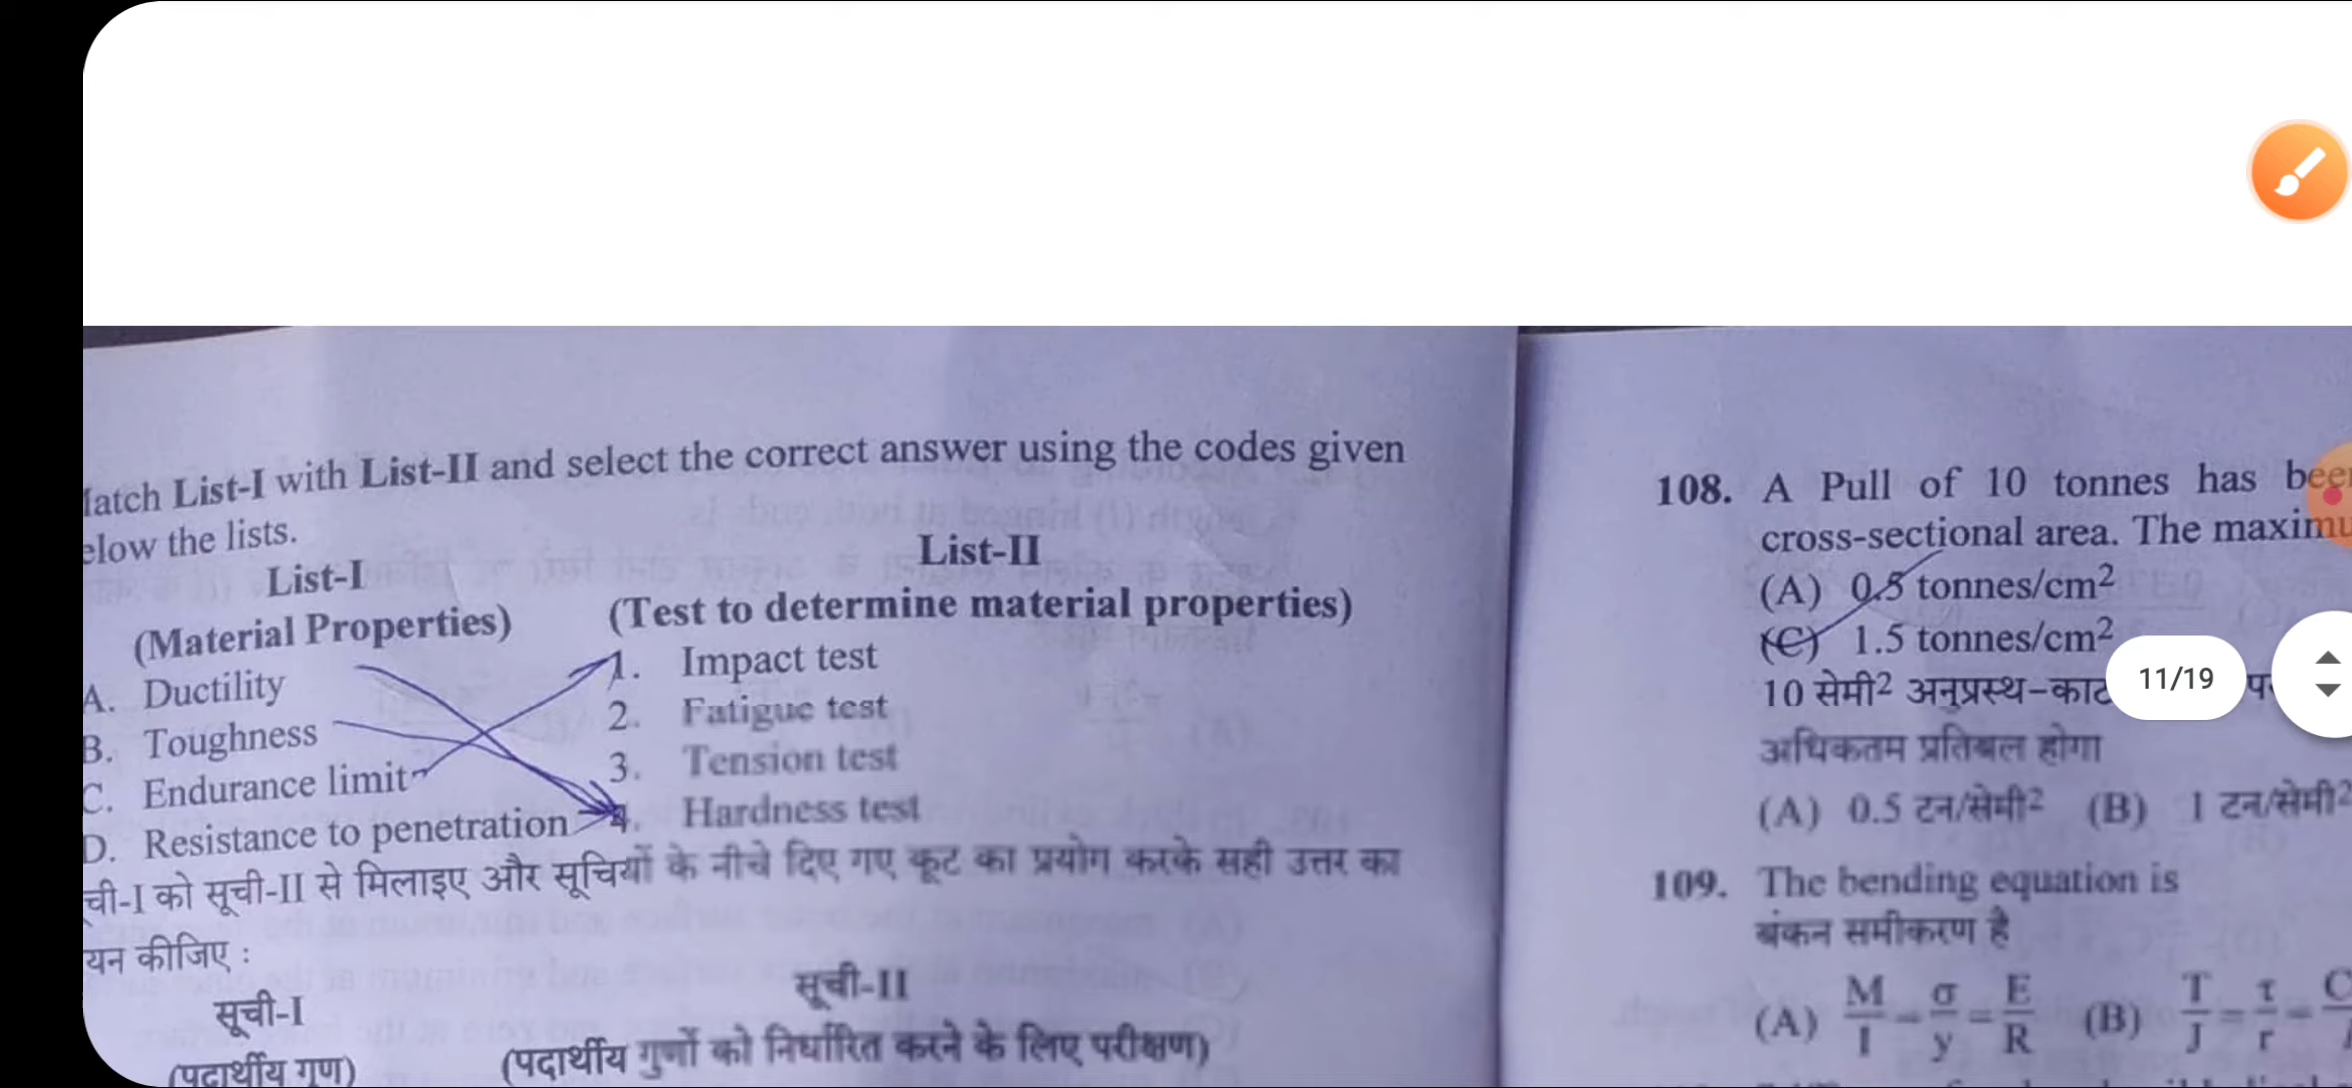 latch List-I with List-II and select the correct answer using the codes given
elow the lists.
List-I
List-II
(Material Properties)
(Test to determine material properties)
A. Ductility
1. Impact test
B. Toughness
2. Fatigue test
C. Endurance limit
3. Tension test
D. Resistance to penetration
4. Hardness test
ची-I को सूची-II से मिलाइए और सूचियों के नीचे दिए गए कूट का प्रयोग करके सही उत्तर का
यन कीजिए :
सूची-I
सूची-II
(पदार्थीय गुण)
(पदार्थीय गुणों को निर्धारित करने के लिए परीक्षण)
108. A Pull of 10 tonnes has bee
cross-sectional area. The maximu
(A) 0.5 tonnes/cm²
(C) 1.5 tonnes/cm²
10 सेमी² अनुप्रस्थ-काट
11/19
अधिकतम प्रतिबल होगा
(A) 0.5 टन/सेमी² (B) 1 टन/सेमी²
109. The bending equation is
बंकन समीकरण है
(A) M/I = σ/y = E/R (B) T/J = τ/r =